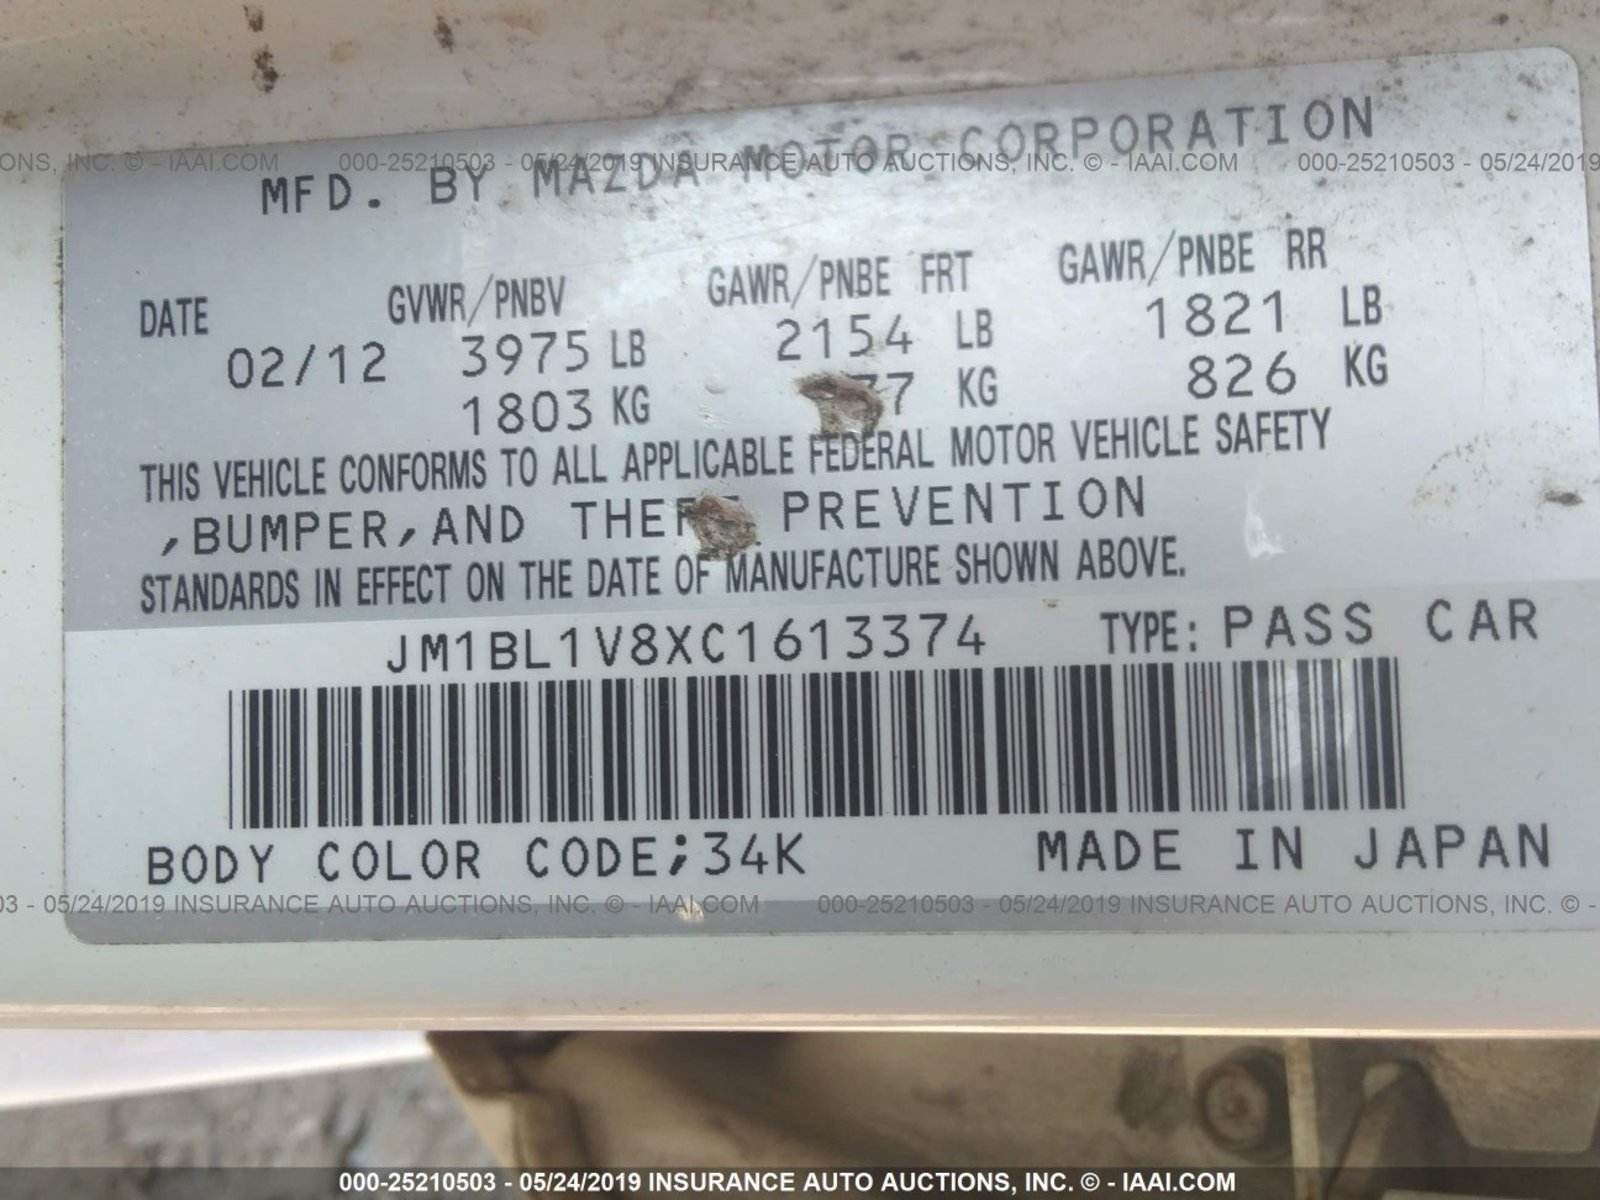 ONS, INC. © - IAAI.COM 000-25210503 - 05/24/2019 INSURANCE AUTO AUCTIONS, INC. © - IAAI.COM 000-25210503 - 05/24/2019
MFD. BY MAZDA MOTOR CORPORATION
DATE GVWR/PNBV GAWR/PNBE FRT GAWR/PNBE RR
02/12 3975 LB 2154 LB 1821 LB
1803 KG 77 KG 826 KG
THIS VEHICLE CONFORMS TO ALL APPLICABLE FEDERAL MOTOR VEHICLE SAFETY
,BUMPER,AND THEFT PREVENTION
STANDARDS IN EFFECT ON THE DATE OF MANUFACTURE SHOWN ABOVE.
JM1BL1V8XC1613374 TYPE: PASS CAR
BODY COLOR CODE;34K MADE IN JAPAN
03 - 05/24/2019 INSURANCE AUTO AUCTIONS, INC. © - IAAI.COM 000-25210503 - 05/24/2019 INSURANCE AUTO AUCTIONS, INC. © -
000-25210503 - 05/24/2019 INSURANCE AUTO AUCTIONS, INC. © - IAAI.COM